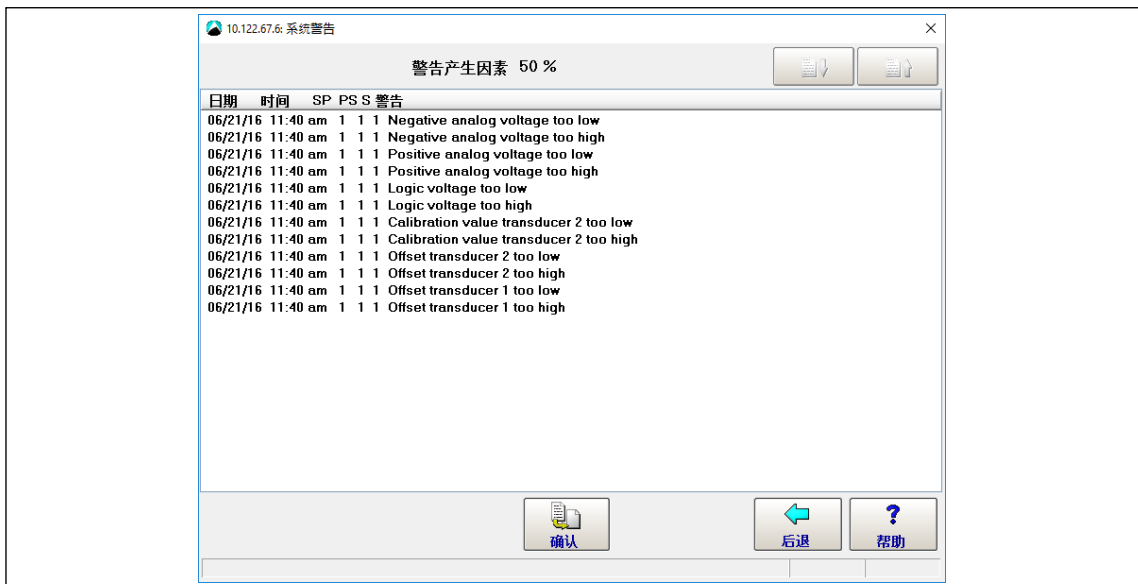 10.122.67.6: 系统警告
警告产生因素 50 %
日期 时间 SP PS S 警告
06/21/16 11:40 am 1 1 1 Negative analog voltage too low
06/21/16 11:40 am 1 1 1 Negative analog voltage too high
06/21/16 11:40 am 1 1 1 Positive analog voltage too low
06/21/16 11:40 am 1 1 1 Positive analog voltage too high
06/21/16 11:40 am 1 1 1 Logic voltage too low
06/21/16 11:40 am 1 1 1 Logic voltage too high
06/21/16 11:40 am 1 1 1 Calibration value transducer 2 too low
06/21/16 11:40 am 1 1 1 Calibration value transducer 2 too high
06/21/16 11:40 am 1 1 1 Offset transducer 2 too low
06/21/16 11:40 am 1 1 1 Offset transducer 2 too high
06/21/16 11:40 am 1 1 1 Offset transducer 1 too low
06/21/16 11:40 am 1 1 1 Offset transducer 1 too high
确认 后退 帮助